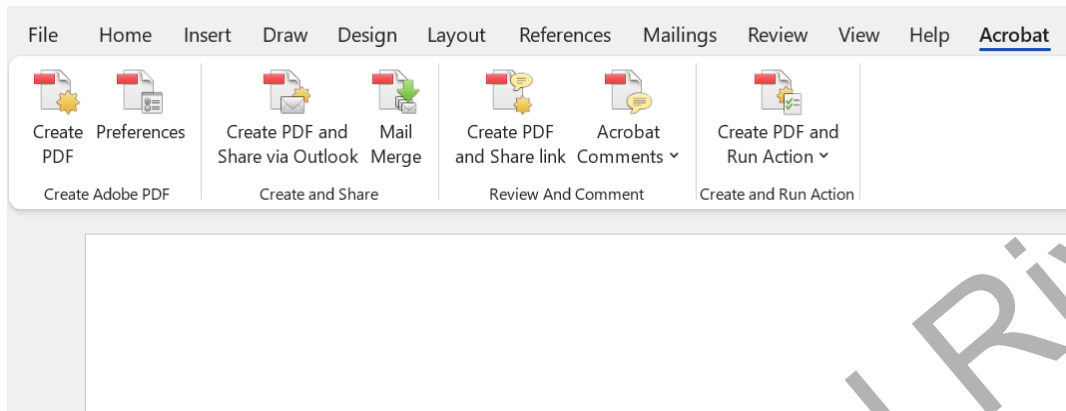 File Home Insert Draw Design Layout References Mailings Review View Help Acrobat
Create Preferences Create PDF and Mail Create PDF Acrobat Create PDF and
PDF Share via Outlook Merge and Share link Comments Run Action
Create Adobe PDF Create and Share Review And Comment Create and Run Action